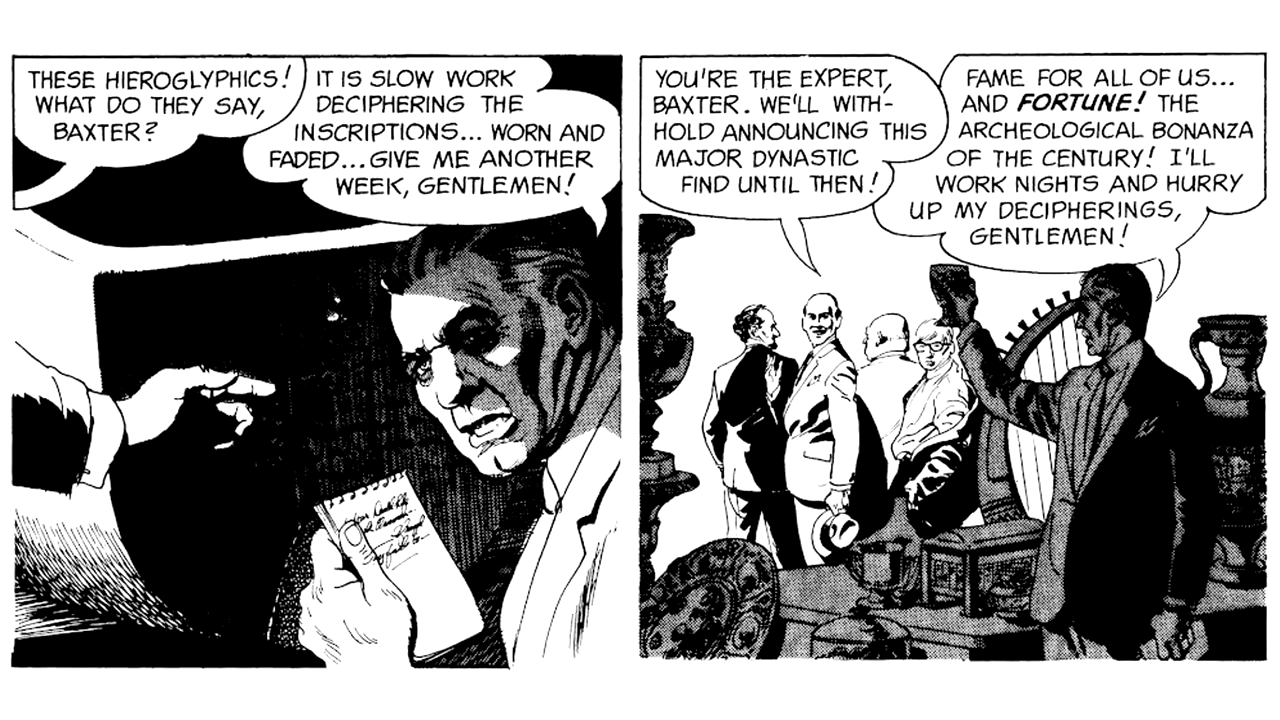 THESE HIEROGLYPHICS!
WHAT DO THEY SAY,
BAXTER?
IT IS SLOW WORK
DECIPHERING THE
INSCRIPTIONS... WORN AND
FADED...GIVE ME ANOTHER
WEEK, GENTLEMEN!
YOU'RE THE EXPERT,
BAXTER. WE'LL WITH-
HOLD ANNOUNCING THIS
MAJOR DYNASTIC
FIND UNTIL THEN!
FAME FOR ALL OF US...
AND FORTUNE! THE
ARCHEOLOGICAL BONANZA
OF THE CENTURY! I'LL
WORK NIGHTS AND HURRY
UP MY DECIPHERINGS,
GENTLEMEN!